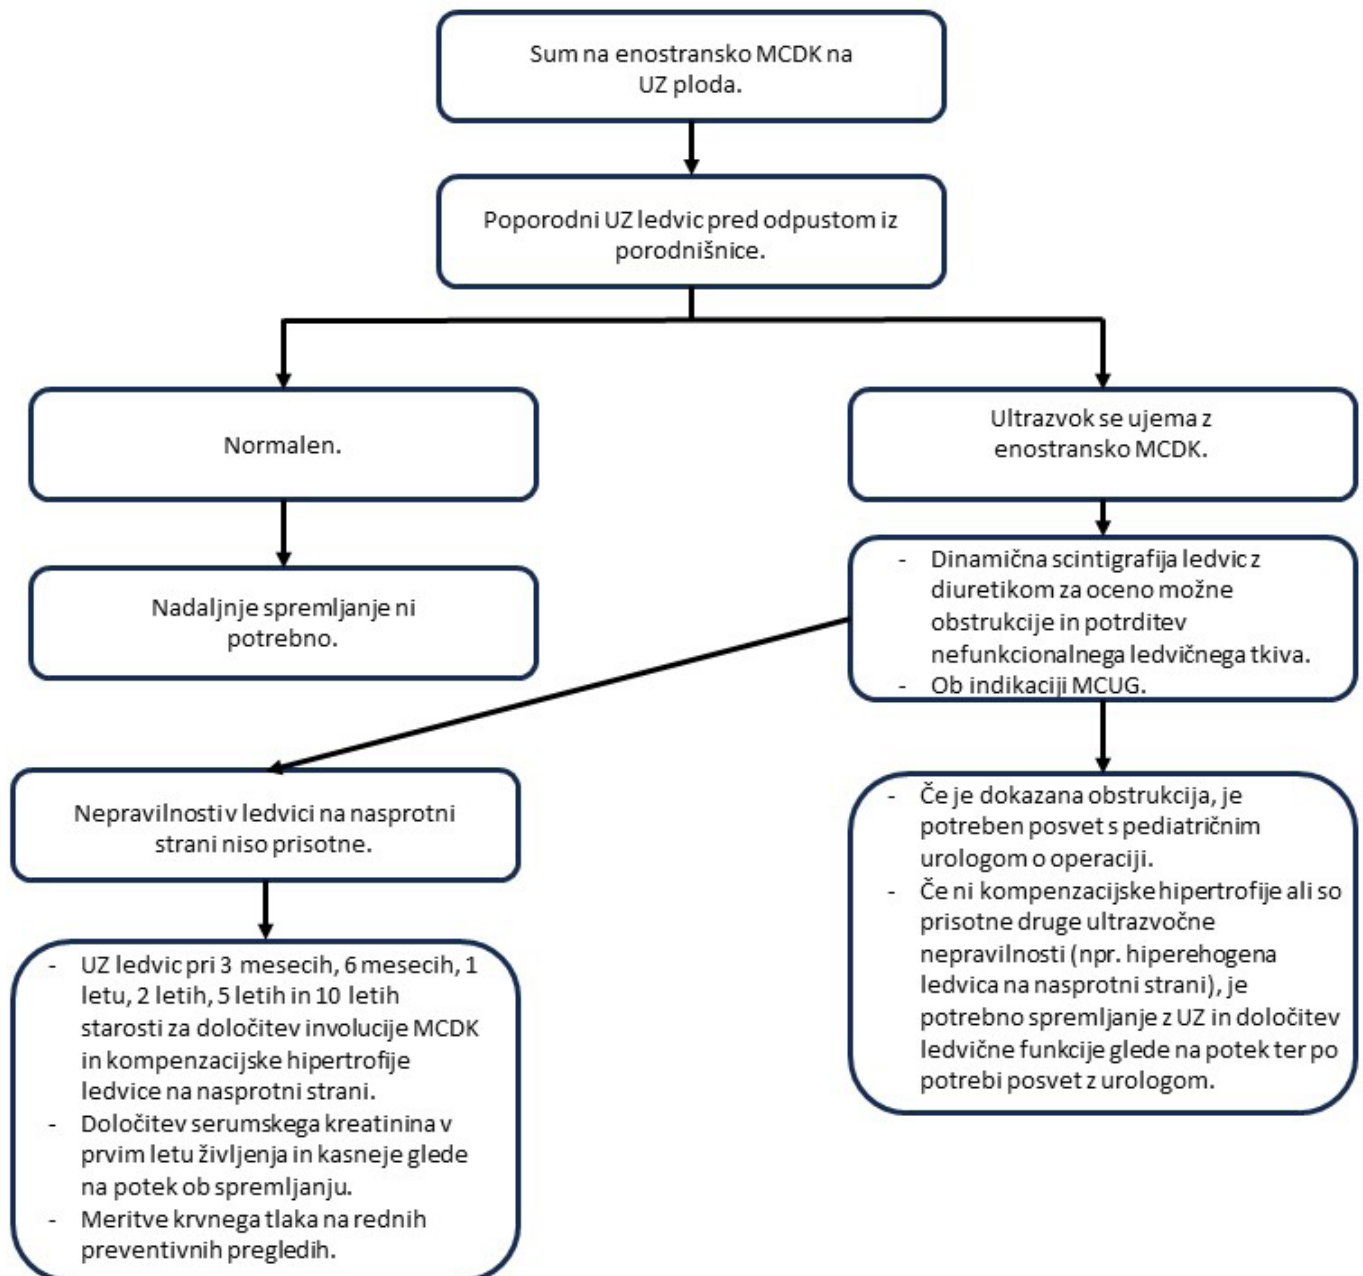 Sum na enostransko MCDK na
UZ ploda.
Poporodni UZ ledvic pred odpustom iz
porodnišnice.
Normalen.
Ultrazvok se ujema z
enostransko MCDK.
Nadaljnje spremljanje ni
potrebno.
- Dinamična scintigrafija ledvic z
diuretikom za oceno možne
obstrukcije in potrditev
nefunkcionalnega ledvičnega tkiva.
- Ob indikaciji MCUG.
Nepravilnosti v ledvici na nasprotni
strani niso prisotne.
- Če je dokazana obstrukcija, je
potreben posvet s pediatričnim
urologom o operaciji.
- Če ni kompenzacijske hipertrofije ali so
prisotne druge ultrazvočne
nepravilnosti (npr. hiperehogena
ledvica na nasprotni strani), je
potrebno spremljanje z UZ in določitev
ledvične funkcije glede na potek ter po
potrebi posvet z urologom.
- UZ ledvic pri 3 mesecih, 6 mesecih, 1
letu, 2 letih, 5 letih in 10 letih
starosti za določitev involucije MCDK
in kompenzacijske hipertrofije
ledvice na nasprotni strani.
- Določitev serumskega kreatinina v
prvim letu življenja in kasneje glede
na potek ob spremljanju.
- Meritve krvnega tlaka na rednih
preventivnih pregledih.